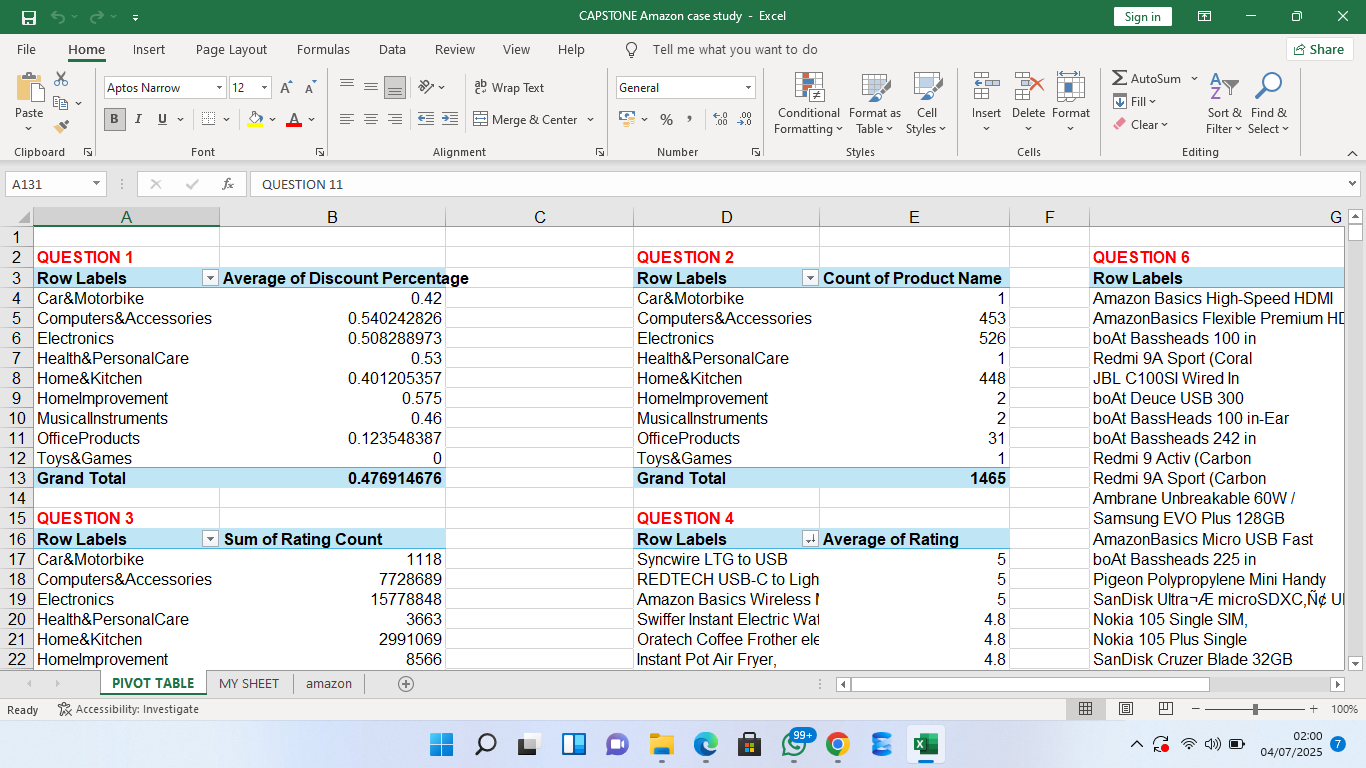 CAPSTONE Amazon case study - Excel
Sign in
File Home Insert Page Layout Formulas Data Review View Help Tell me what you want to do Share
Paste Aptos Narrow 12 A A ab Wrap Text General Conditional Formatting Format as Table Cell Styles Insert Delete Format AutoSum Sort & Filter Find & Select
B I U A Merge & Center % , Fill
Clear
Clipboard Font Alignment Number Styles Cells Editing
A131 fx QUESTION 11
A B C D E F G
1
2 QUESTION 1 QUESTION 2 QUESTION 6
3 Row Labels Average of Discount Percentage Row Labels Count of Product Name Row Labels
4 Car&Motorbike 0.42 Car&Motorbike 1 Amazon Basics High-Speed HDMI
5 Computers&Accessories 0.540242826 Computers&Accessories 453 AmazonBasics Flexible Premium HD
6 Electronics 0.508288973 Electronics 526 boAt Bassheads 100 in
7 Health&PersonalCare 0.53 Health&PersonalCare 1 Redmi 9A Sport (Coral
8 Home&Kitchen 0.401205357 Home&Kitchen 448 JBL C100SI Wired In
9 HomeImprovement 0.575 HomeImprovement 2 boAt Deuce USB 300
10 MusicalInstruments 0.46 MusicalInstruments 2 boAt BassHeads 100 in-Ear
11 OfficeProducts 0.123548387 OfficeProducts 31 boAt Bassheads 242 in
12 Toys&Games 0 Toys&Games 1 Redmi 9 Activ (Carbon
13 Grand Total 0.476914676 Grand Total 1465 Redmi 9A Sport (Carbon
14 Ambrane Unbreakable 60W /
15 QUESTION 3 QUESTION 4 Samsung EVO Plus 128GB
16 Row Labels Sum of Rating Count Row Labels Average of Rating AmazonBasics Micro USB Fast
17 Car&Motorbike 1118 Syncwire LTG to USB 5 boAt Bassheads 225 in
18 Computers&Accessories 7728689 REDTECH USB-C to Ligh 5 Pigeon Polypropylene Mini Handy
19 Electronics 15778848 Amazon Basics Wireless M 5 SanDisk Ultra¬Æ microSDXC‚Ñ¢ U
20 Health&PersonalCare 3663 Swiffer Instant Electric Wat 4.8 Nokia 105 Single SIM,
21 Home&Kitchen 2991069 Oratech Coffee Frother ele 4.8 Nokia 105 Plus Single
22 HomeImprovement 8566 Instant Pot Air Fryer, 4.8 SanDisk Cruzer Blade 32GB
PIVOT TABLE MY SHEET amazon
Ready Accessibility: Investigate 100%
99+
02:00
04/07/2025 7